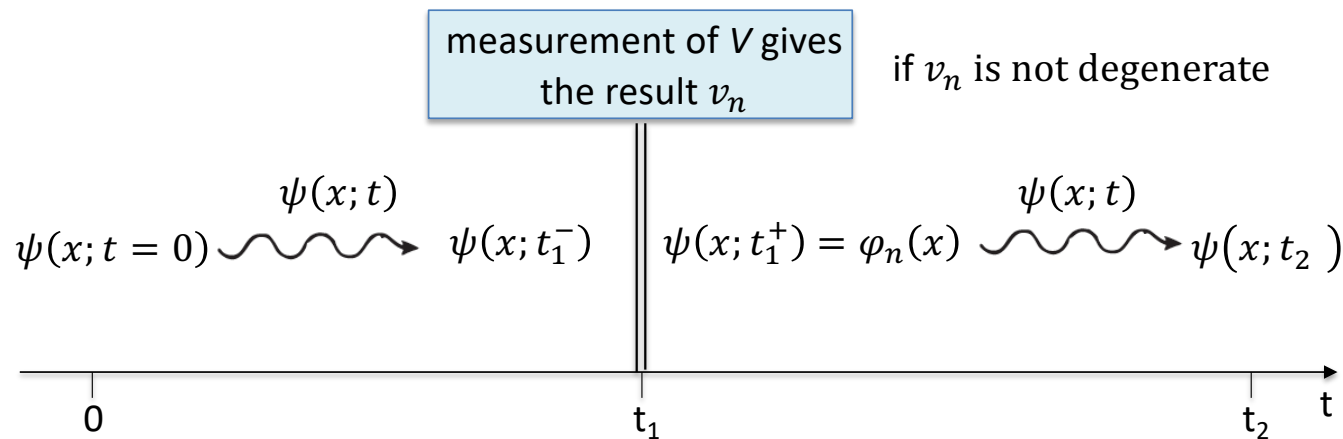 measurement of V gives
the result vₙ
if vₙ is not degenerate
ψ(x; t)
ψ(x; t)
ψ(x; t = 0)
ψ(x; t₁⁻)
ψ(x; t₁⁺) = φₙ(x)
ψ(x; t₂ )
0
t₁
t₂
t